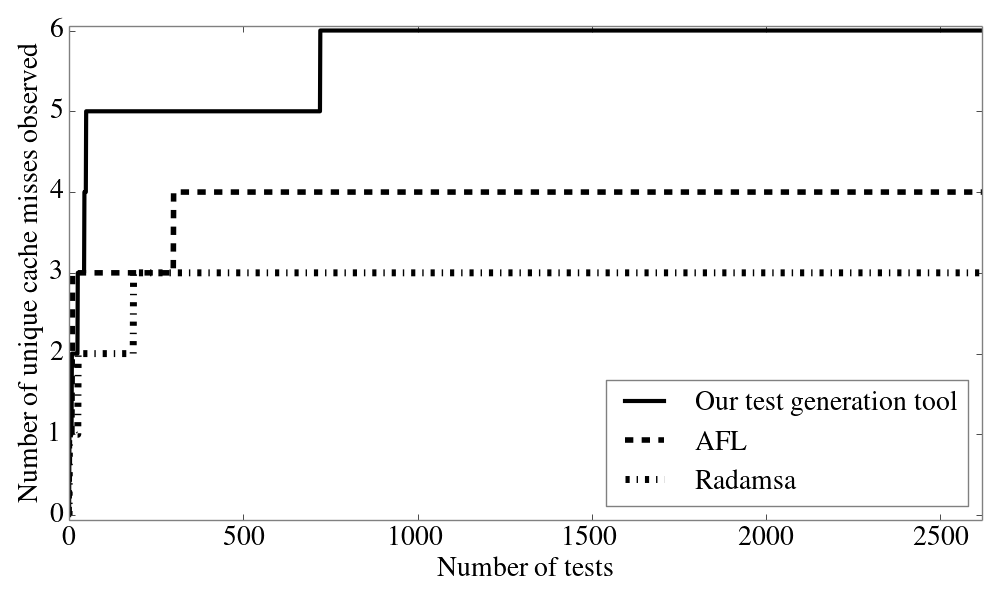 6
5
4
3
2
1
0
Number of unique cache misses observed
0 500 1000 1500 2000 2500
Number of tests
Our test generation tool
AFL
Radamsa